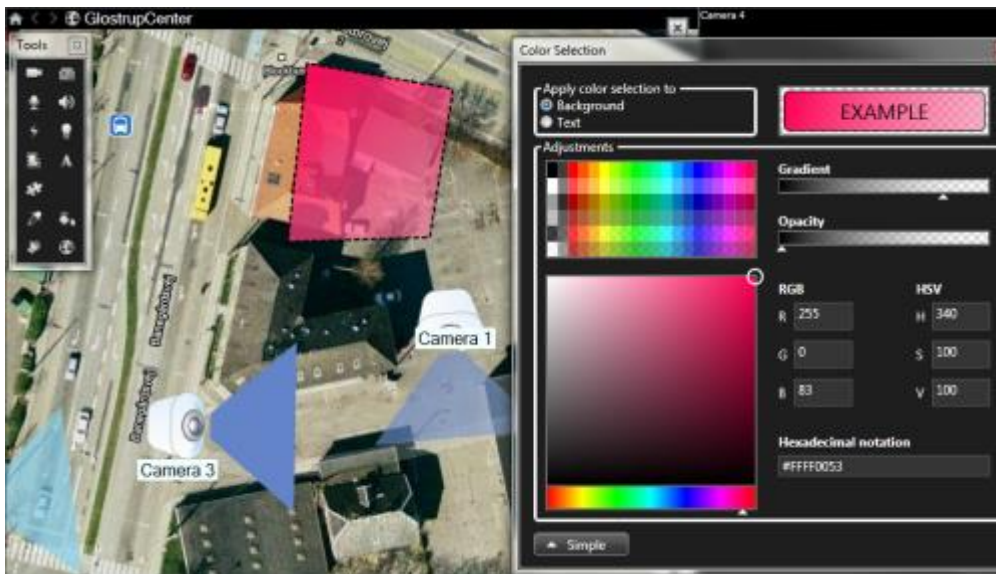 GlostrupCenter
Camera 4
Tools
Color Selection
Apply color selection to
Background
Text
EXAMPLE
Adjustments
Gradient
Opacity
RGB
HSV
R 255
H 340
G 0
S 100
B 83
V 100
Hexadecimal notation
#FFFF0053
Simple
A
Camera 1
Camera 3